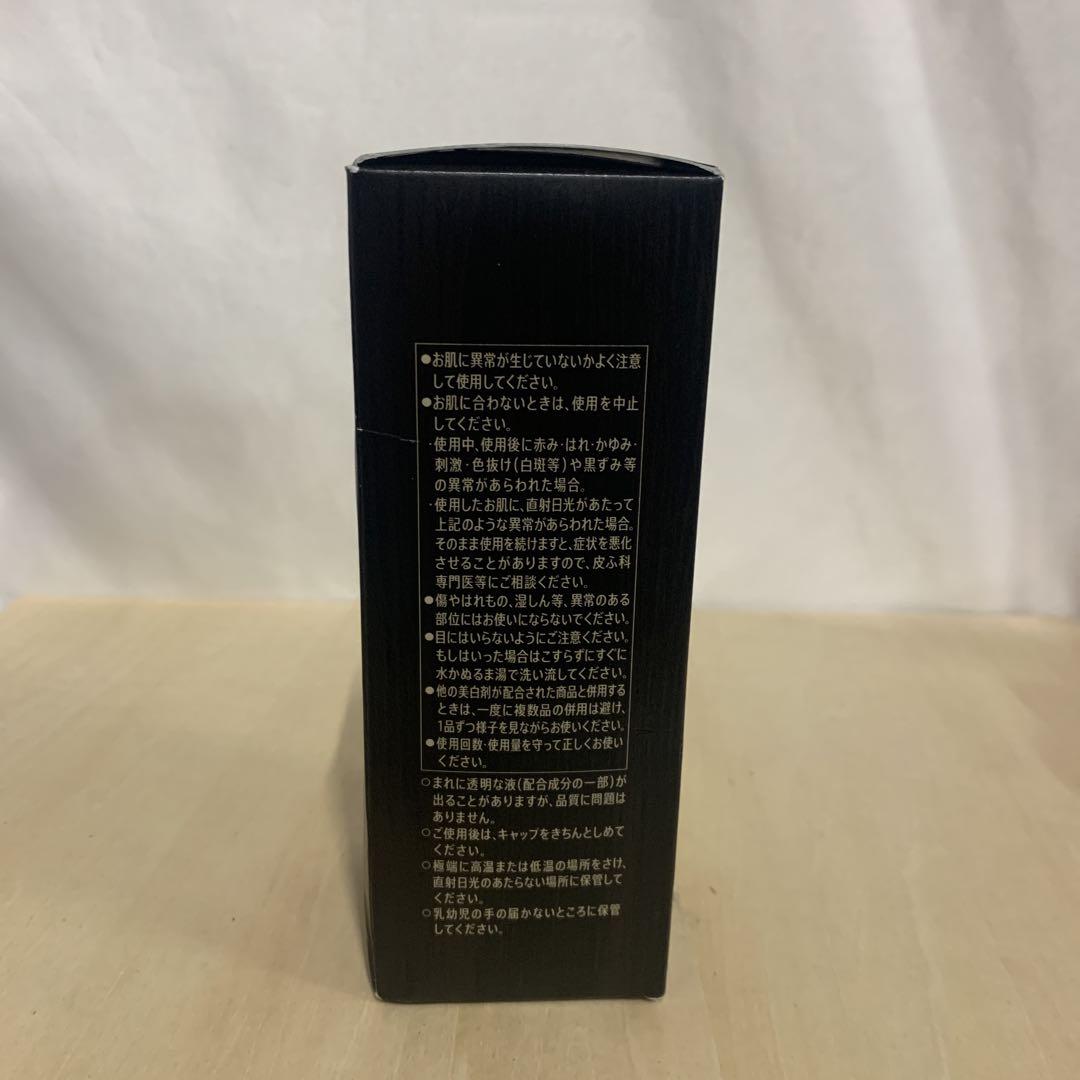 ●お肌に異常が生じていないかよく注意
して使用してください。
●お肌に合わないときは、使用を中止
してください。
・使用中、使用後に赤み・はれ・かゆみ・
刺激・色抜け(白斑等)や黒ずみ等
の異常があらわれた場合。
・使用したお肌に、直射日光があたって
上記のような異常があらわれた場合。
そのまま使用を続けますと、症状を悪化
させることがありますので、皮ふ科
専門医等にご相談ください。
●傷やはれもの、湿しん等、異常のある
部位にはお使いにならないでください。
●目にはいらないようにご注意ください。
もしはいった場合はこすらずにすぐに
水かぬるま湯で洗い流してください。
●他の美白剤が配合された商品と併用する
ときは、一度に複数品の併用は避け、
1品ずつ様子を見ながらお使いください。
●使用回数・使用量を守って正しくお使い
ください。
○まれに透明な液(配合成分の一部)が
出ることがありますが、品質に問題は
ありません。
○ご使用後は、キャップをきちんとしめて
ください。
○極端に高温または低温の場所をさけ、
直射日光のあたらない場所に保管して
ください。
○乳幼児の手の届かないところに保管
してください。